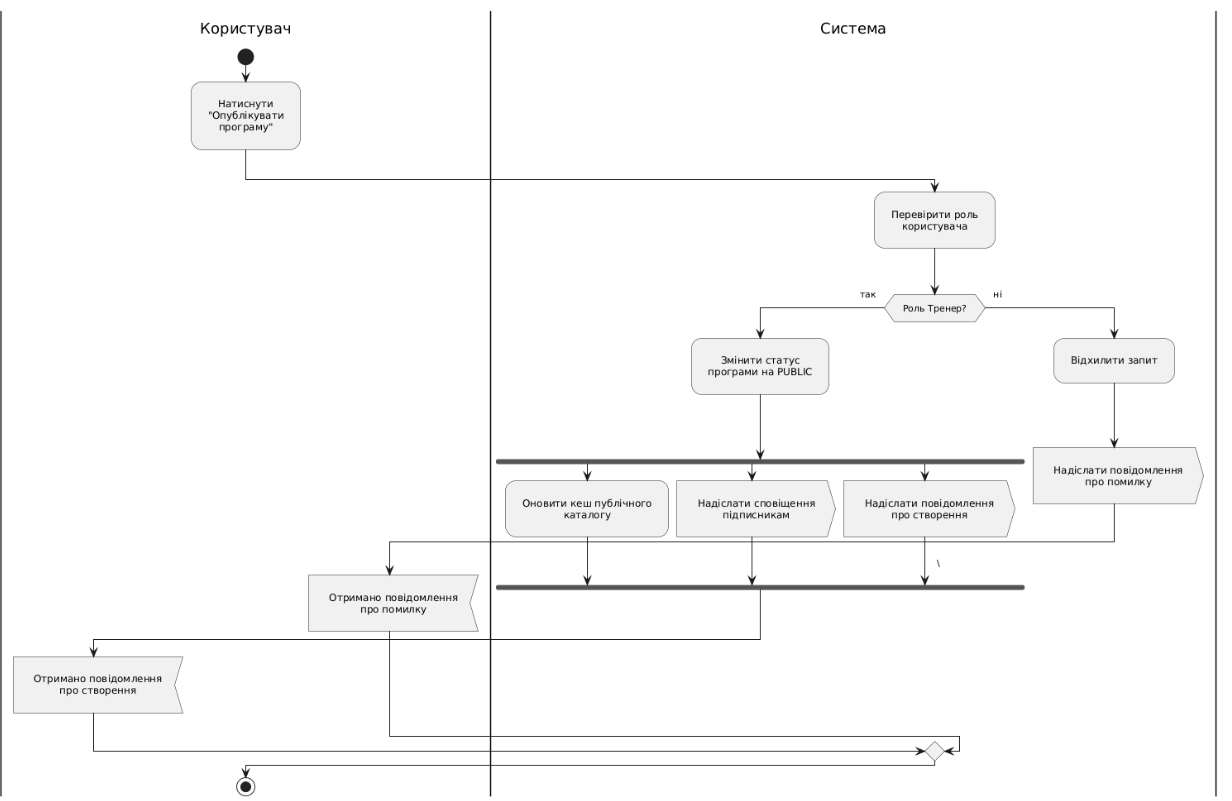 Користувач
Система
Натиснути
"Опублікувати
програму"
Перевірити роль
користувача
так
Роль Тренер?
ні
Змінити статус
програми на PUBLIC
Відхилити запит
Надіслати повідомлення
про помилку
Оновити кеш публічного
каталогу
Надіслати сповіщення
підписникам
Надіслати повідомлення
про створення
\
Отримано повідомлення
про помилку
Отримано повідомлення
про створення